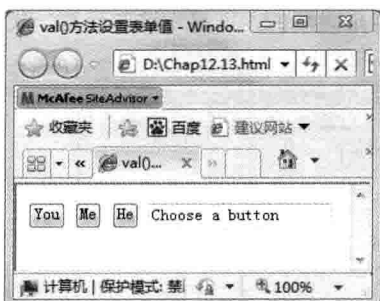 val()方法设置表单值 - Windo...
D:\Chap12.13.html
McAfee SiteAdvisor
收藏夹 百度 建议网站
val()...
You Me He Choose a button
计算机 | 保护模式: 禁 100%